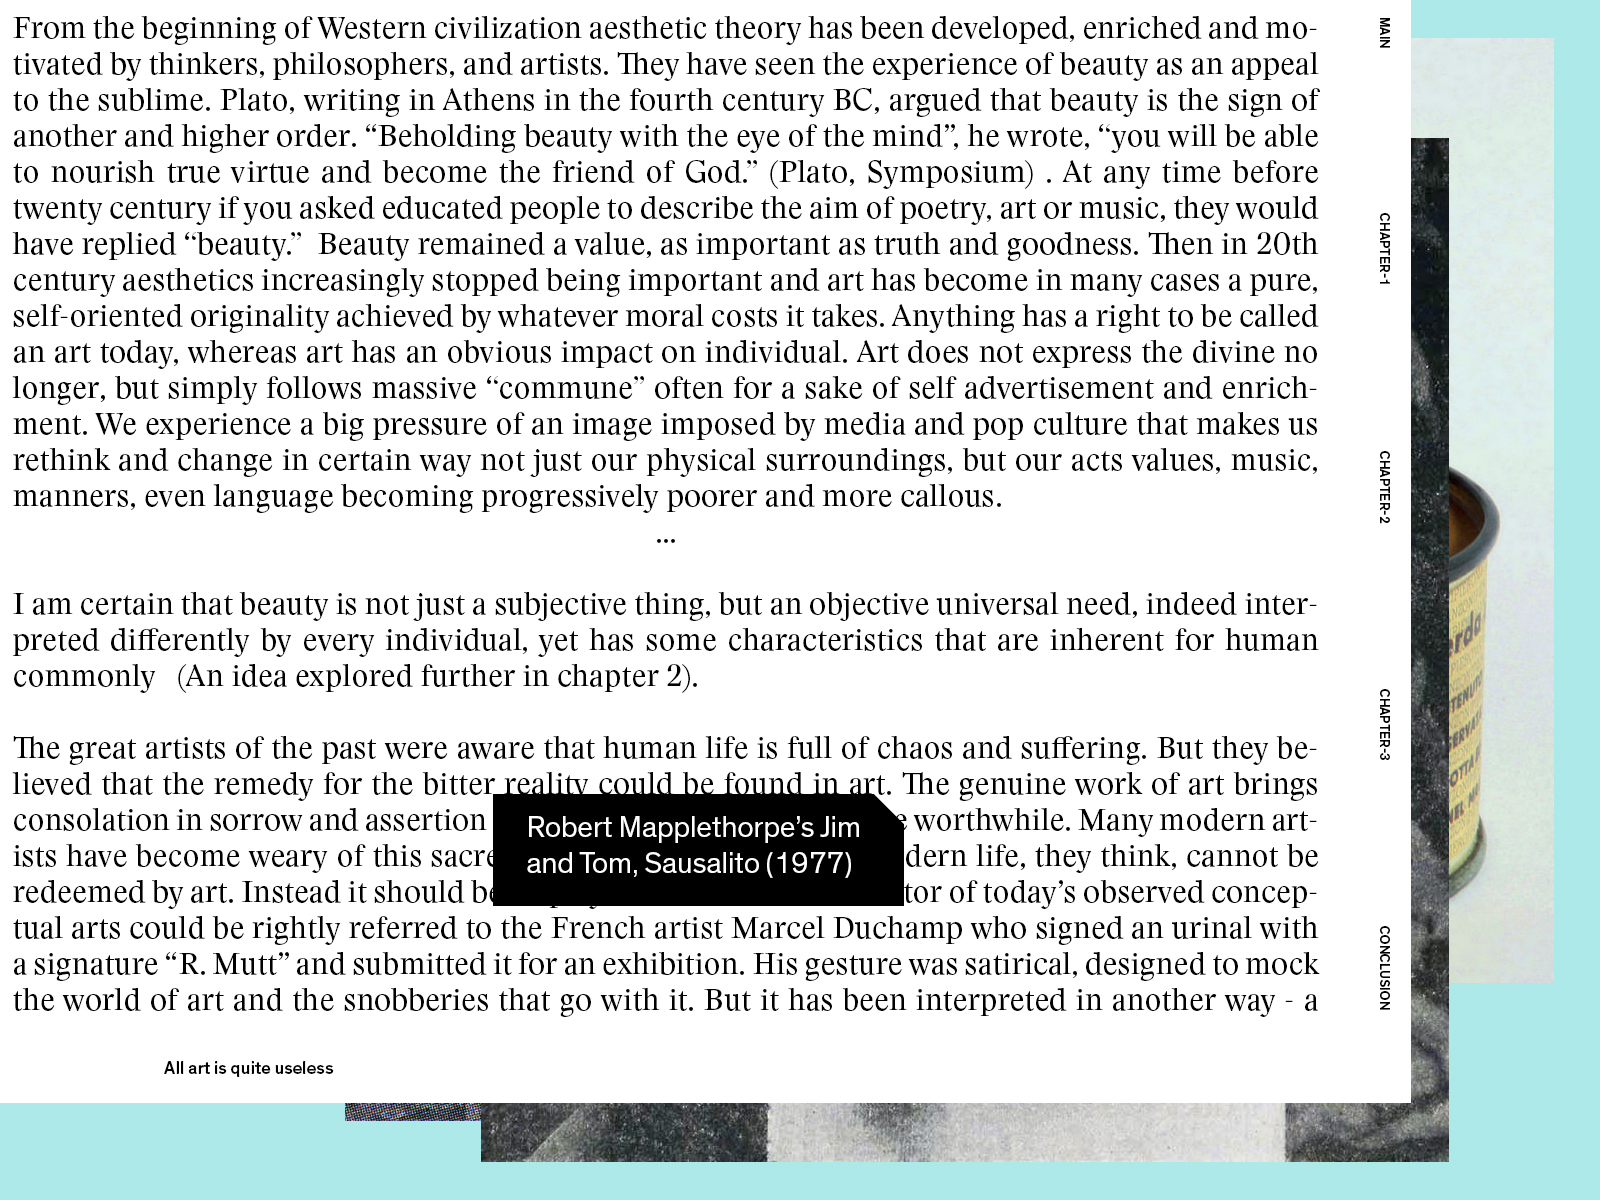 From the beginning of Western civilization aesthetic theory has been developed, enriched and mo-
tivated by thinkers, philosophers, and artists. They have seen the experience of beauty as an appeal
to the sublime. Plato, writing in Athens in the fourth century BC, argued that beauty is the sign of
another and higher order. “Beholding beauty with the eye of the mind”, he wrote, “you will be able
to nourish true virtue and become the friend of God.” (Plato, Symposium) . At any time before
twenty century if you asked educated people to describe the aim of poetry, art or music, they would
have replied “beauty.”  Beauty remained a value, as important as truth and goodness. Then in 20th
century aesthetics increasingly stopped being important and art has become in many cases a pure,
self-oriented originality achieved by whatever moral costs it takes. Anything has a right to be called
an art today, whereas art has an obvious impact on individual. Art does not express the divine no
longer, but simply follows massive “commune” often for a sake of self advertisement and enrich-
ment. We experience a big pressure of an image imposed by media and pop culture that makes us
rethink and change in certain way not just our physical surroundings, but our acts values, music,
manners, even language becoming progressively poorer and more callous.
...
I am certain that beauty is not just a subjective thing, but an objective universal need, indeed inter-
preted differently by every individual, yet has some characteristics that are inherent for human
commonly  (An idea explored further in chapter 2).
The great artists of the past were aware that human life is full of chaos and suffering. But they be-
lieved that the remedy for the bitter reality could be found in art. The genuine work of art brings
consolation in sorrow and assertion worthwhile. Many modern art-
ists have become weary of this life, they think, cannot be
redeemed by art. Instead it should of today’s observed concep-
tual arts could be rightly referred to the French artist Marcel Duchamp who signed an urinal with
a signature “R. Mutt” and submitted it for an exhibition. His gesture was satirical, designed to mock
the world of art and the snobberies that go with it. But it has been interpreted in another way - a
Robert Mapplethorpe’s Jim
and Tom, Sausalito (1977)
All art is quite useless
MAIN
CHAPTER-1
CHAPTER-2
CHAPTER-3
CONCLUSION